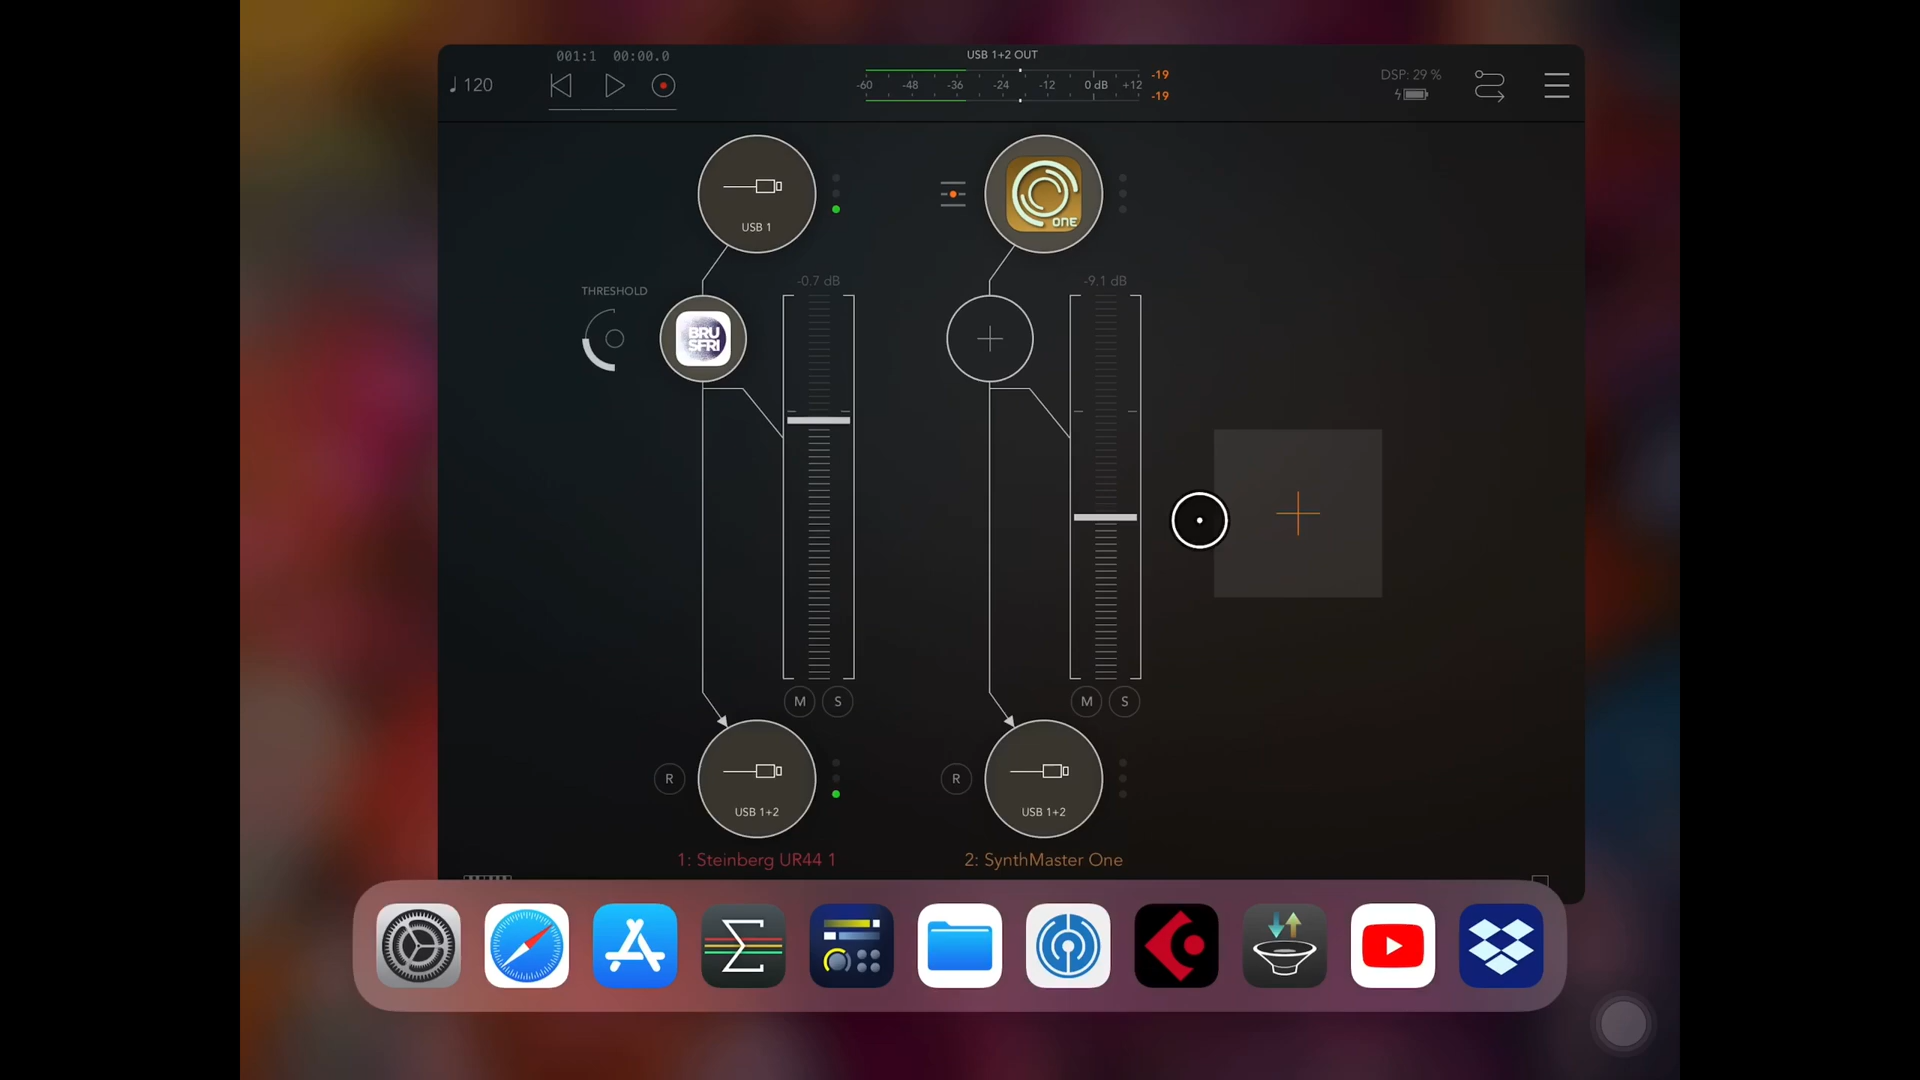 001:1 00:00.0
USB 1+2 OUT
120
-60 -48 -36 -24 -12 0 dB +12
-19
-19
DSP: 29 %
USB 1
ONE
THRESHOLD
-0.7 dB
-9.1 dB
BRU
SFRI
M S
M S
R
USB 1+2
R
USB 1+2
1: Steinberg UR44 1
2: SynthMaster One